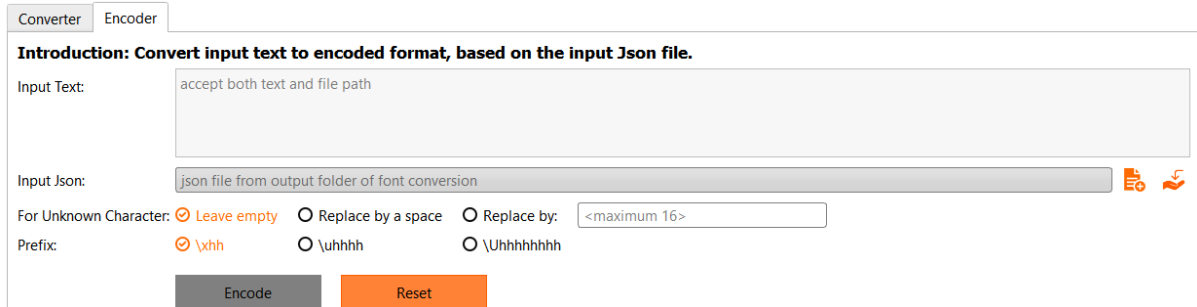 Converter Encoder
Introduction: Convert input text to encoded format, based on the input Json file.
Input Text: accept both text and file path
Input Json: json file from output folder of font conversion
For Unknown Character: Leave empty Replace by a space Replace by: <maximum 16>
Prefix: \xhh \uhhhh \Uhhhhhhhh
Encode Reset